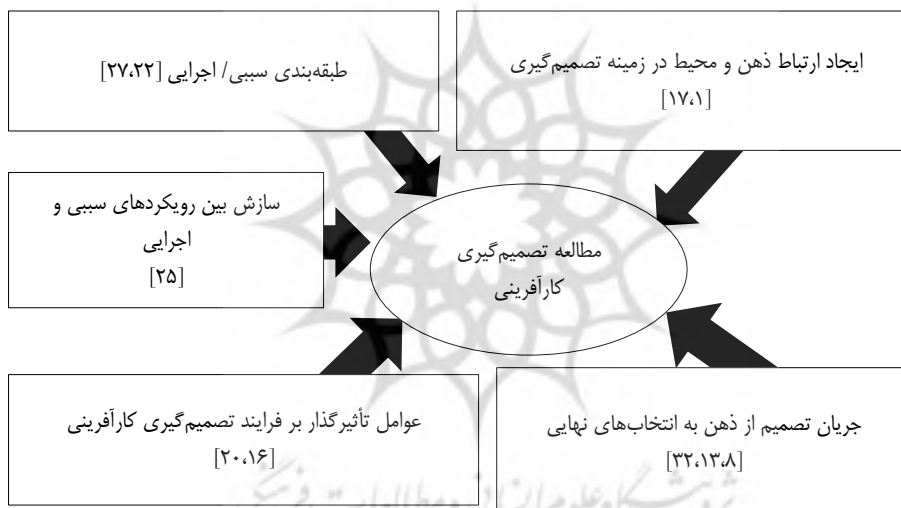 ایجاد ارتباط ذهن و محیط در زمینه تصمیم‌گیری
[۱۷،۱]
طبقه‌بندی سببی/ اجرایی [۲۷،۲۲]
سازش بین رویکردهای سببی و
اجرایی
[۲۵]
مطالعه تصمیم‌گیری
کارآفرینی
جریان تصمیم از ذهن به انتخاب‌های نهایی
[۳۲،۱۳،۸]
عوامل تأثیرگذار بر فرایند تصمیم‌گیری کارآفرینی
[۲۰،۱۶]